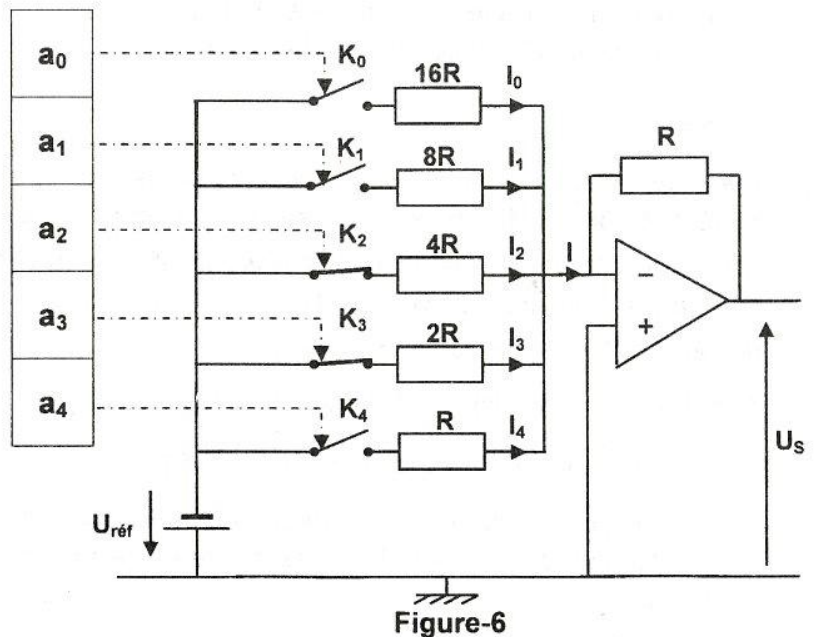 a₀
K₀
16R
I₀
a₁
K₁
8R
I₁
R
a₂
K₂
4R
I₂
I
−
a₃
K₃
2R
I₃
+
a₄
K₄
R
I₄
U_S
U_réf
Figure-6